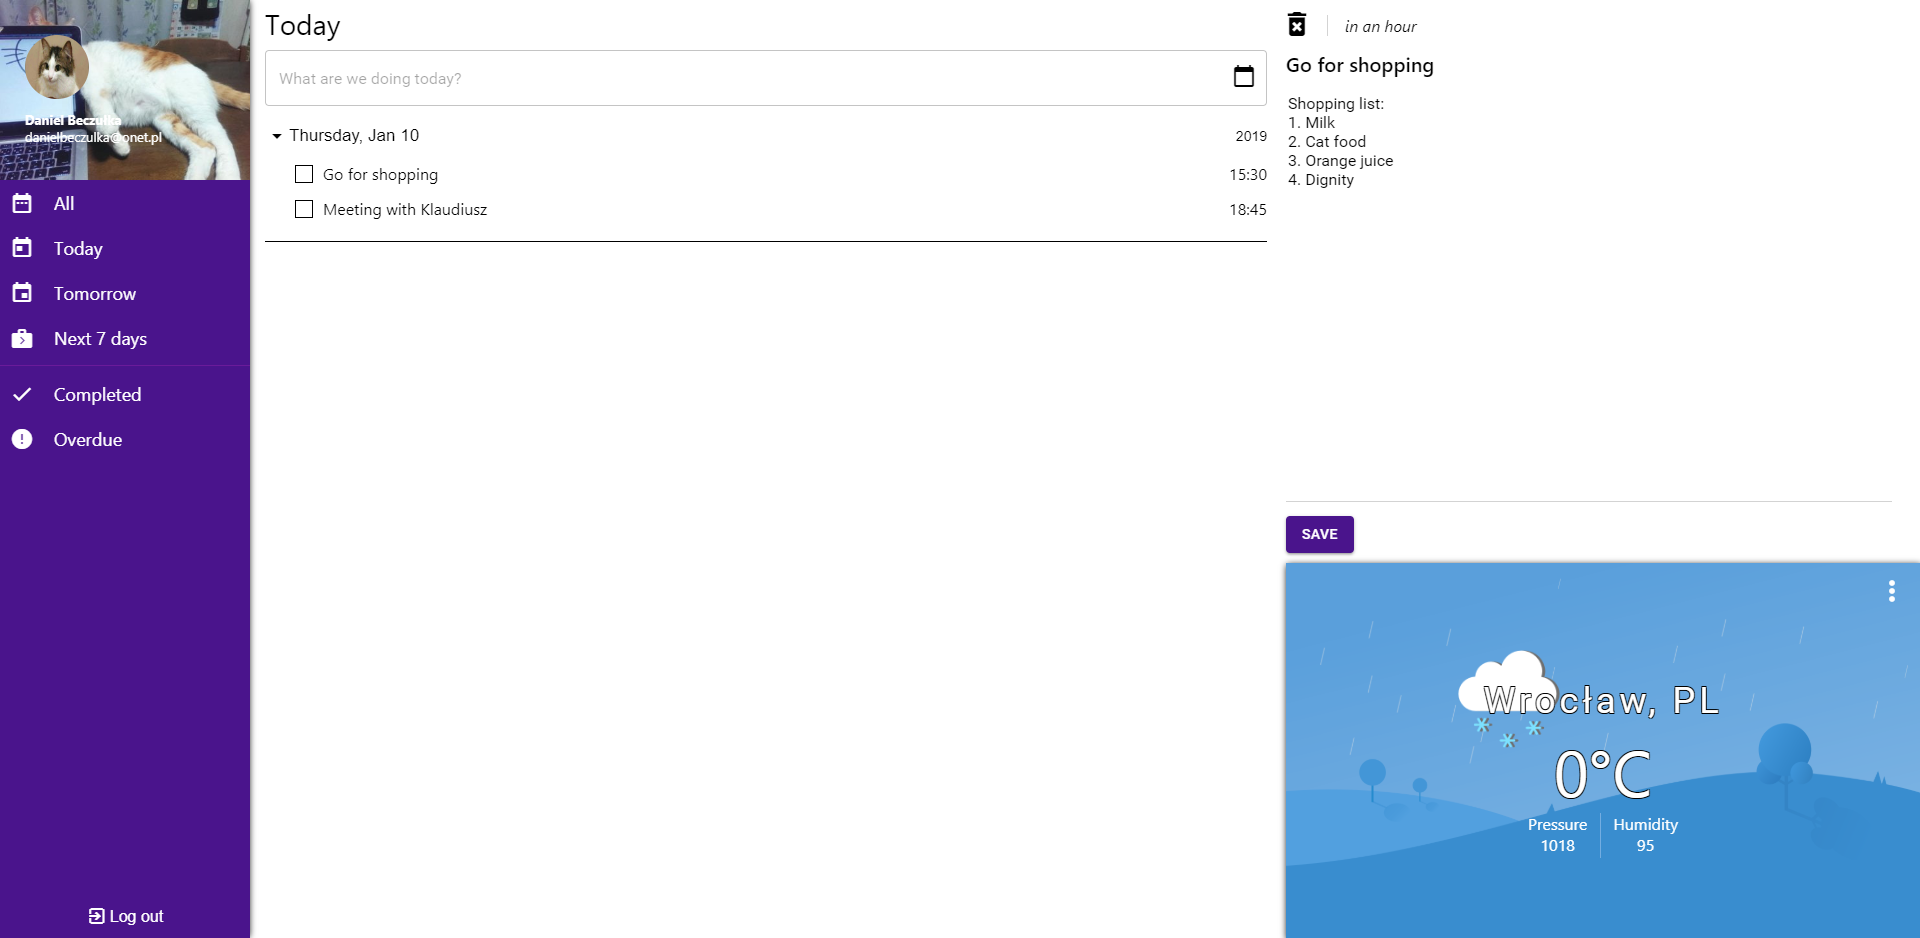 Daniel Beczułka
danielbeczulka@onet.pl
All
Today
Tomorrow
Next 7 days
Completed
Overdue
Log out
Today
What are we doing today?
Thursday, Jan 10 2019
Go for shopping 15:30
Meeting with Klaudiusz 18:45
in an hour
Go for shopping
Shopping list:
1. Milk
2. Cat food
3. Orange juice
4. Dignity
SAVE
Wrocław, PL
0°C
Pressure Humidity
1018 95